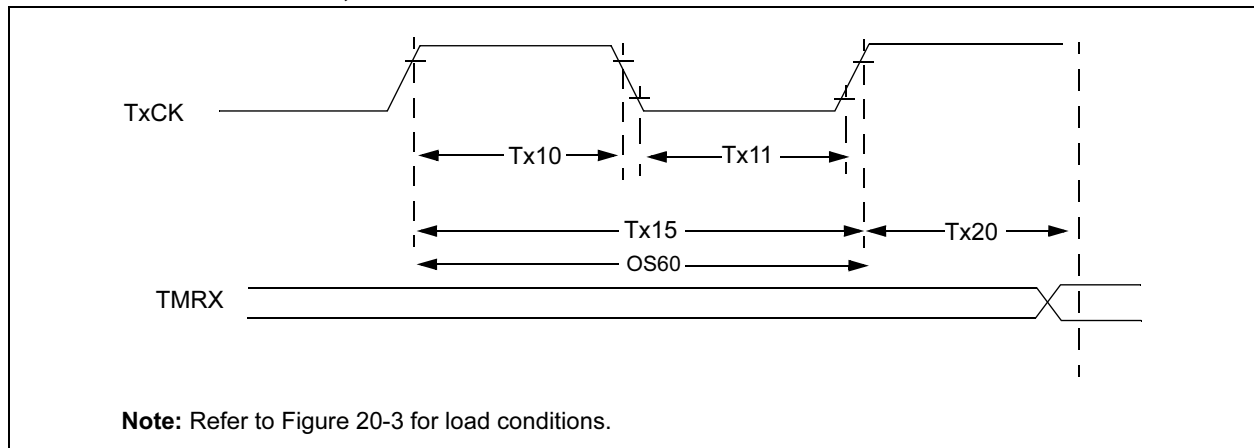 TxCK
Tx10
Tx11
Tx15
Tx20
OS60
TMRX
Note: Refer to Figure 20-3 for load conditions.